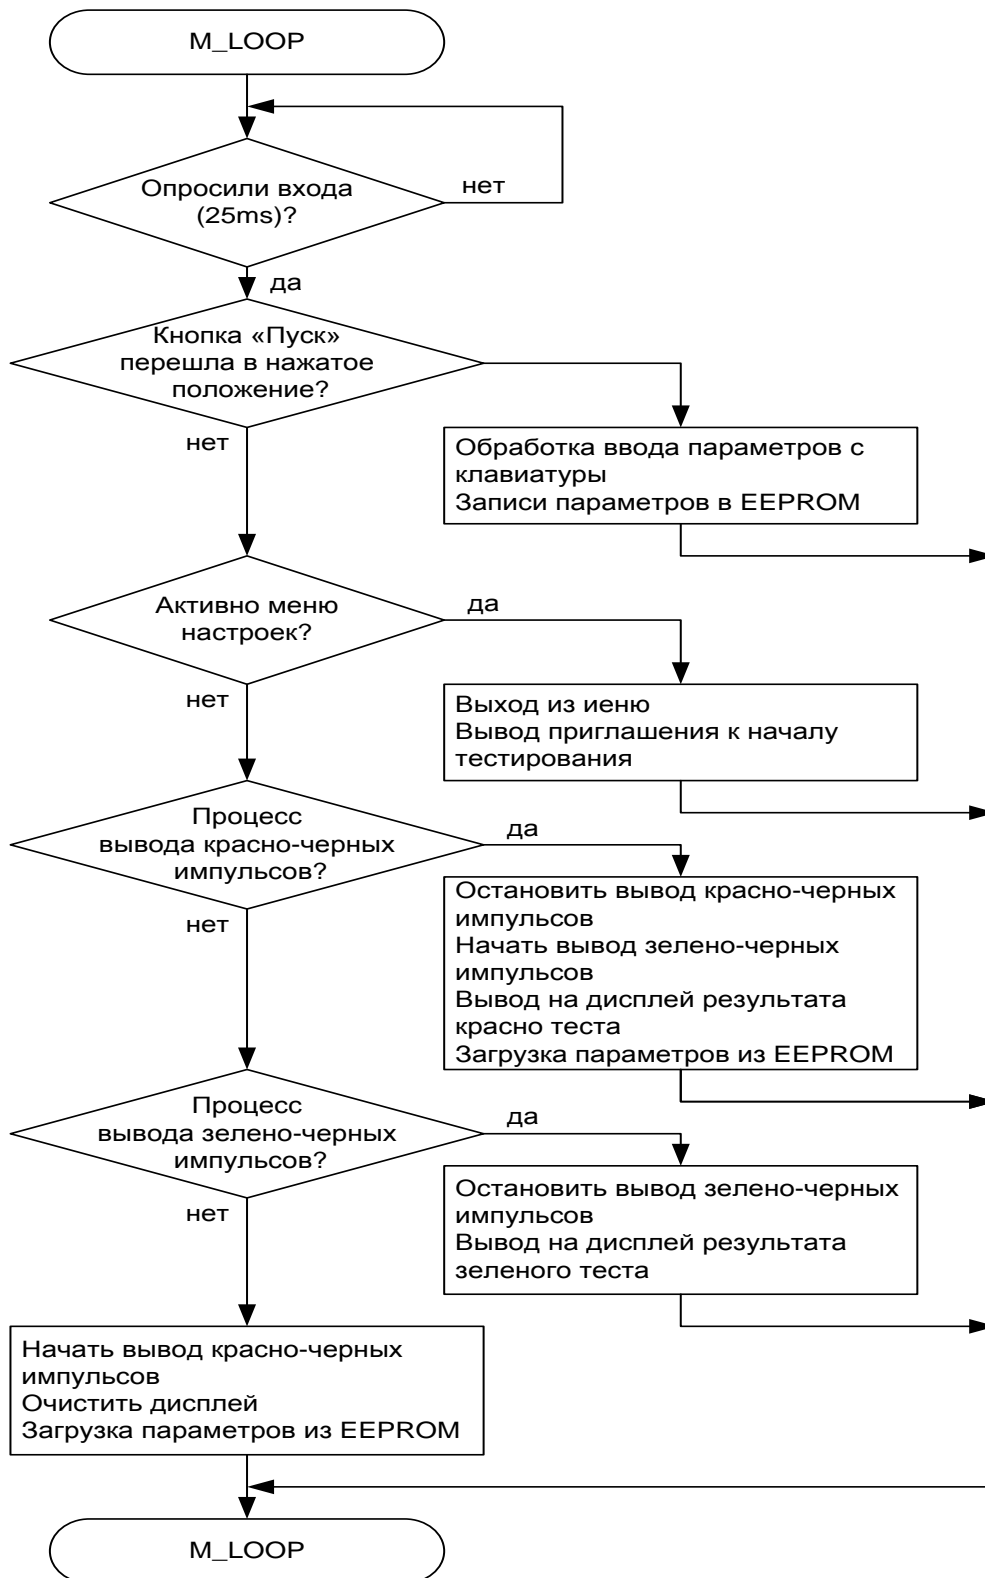 M_LOOP
Опросили входа
(25ms)?
нет
да
Кнопка «Пуск»
перешла в нажатое
положение?
нет
Обработка ввода параметров с
клавиатуры
Записи параметров в EEPROM
Активно меню
настроек?
да
нет
Выход из иеню
Вывод приглашения к началу
тестирования
Процесс
вывода красно-черных
импульсов?
да
нет
Остановить вывод красно-черных
импульсов
Начать вывод зелено-черных
импульсов
Вывод на дисплей результата
красно теста
Загрузка параметров из EEPROM
Процесс
вывода зелено-черных
импульсов?
да
нет
Остановить вывод зелено-черных
импульсов
Вывод на дисплей результата
зеленого теста
Начать вывод красно-черных
импульсов
Очистить дисплей
Загрузка параметров из EEPROM
M_LOOP